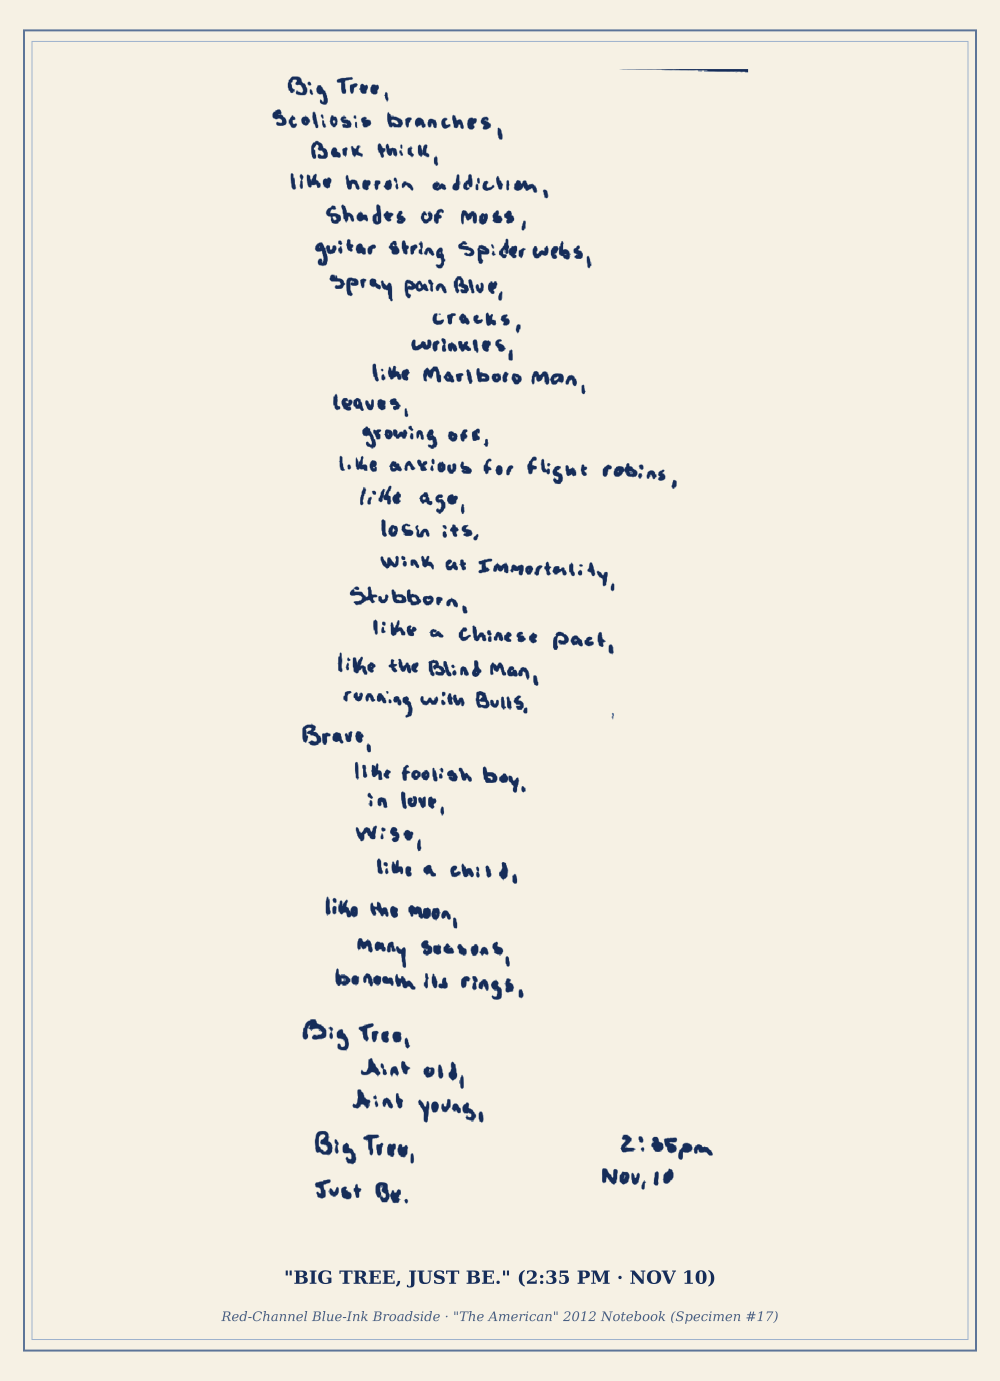 Big Tree,
Scoliosis branches,
Bark thick,
like heroin addiction,
Shades of Moss,
guitar string Spider webs,
Spray pain Blue,
cracks,
wrinkles,
like Marlboro Man,
leaves,
growing off,
like anxious for flight robins,
like age,
losin its,
Wink at Immortality,
Stubborn,
like a chinese pact,
like the Blind Man,
running with Bulls,
Brave,
like foolish boy,
in love,
Wise,
like a child,
like the moon,
Many Seasons,
beneath its rings,
Big Tree,
Aint old,
Aint young,
Big Tree,
2:35pm
Just Be.
Nov, 10
"BIG TREE, JUST BE." (2:35 PM · NOV 10)
Red-Channel Blue-Ink Broadside · "The American" 2012 Notebook (Specimen #17)